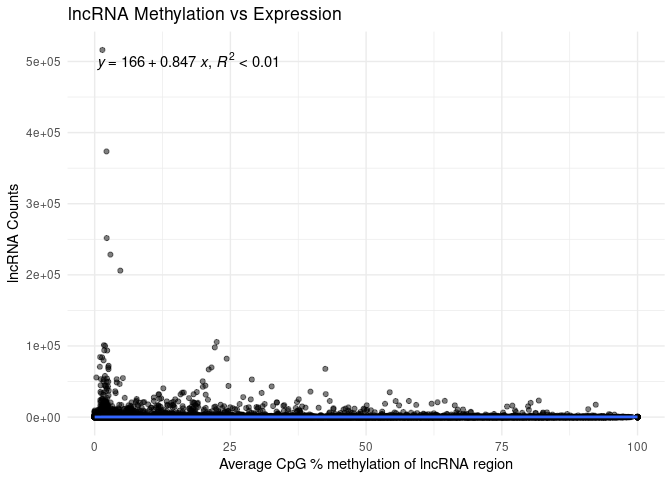 lncRNA Methylation vs Expression
y = 166 + 0.847 x, R² < 0.01
5e+05
4e+05
3e+05
2e+05
1e+05
0e+00
lncRNA Counts
0 25 50 75 100
Average CpG % methylation of lncRNA region